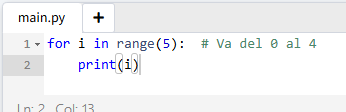 main.py +
1 for i in range(5):  # Va del 0 al 4
2     print(i)
Ln: 2, Col: 13